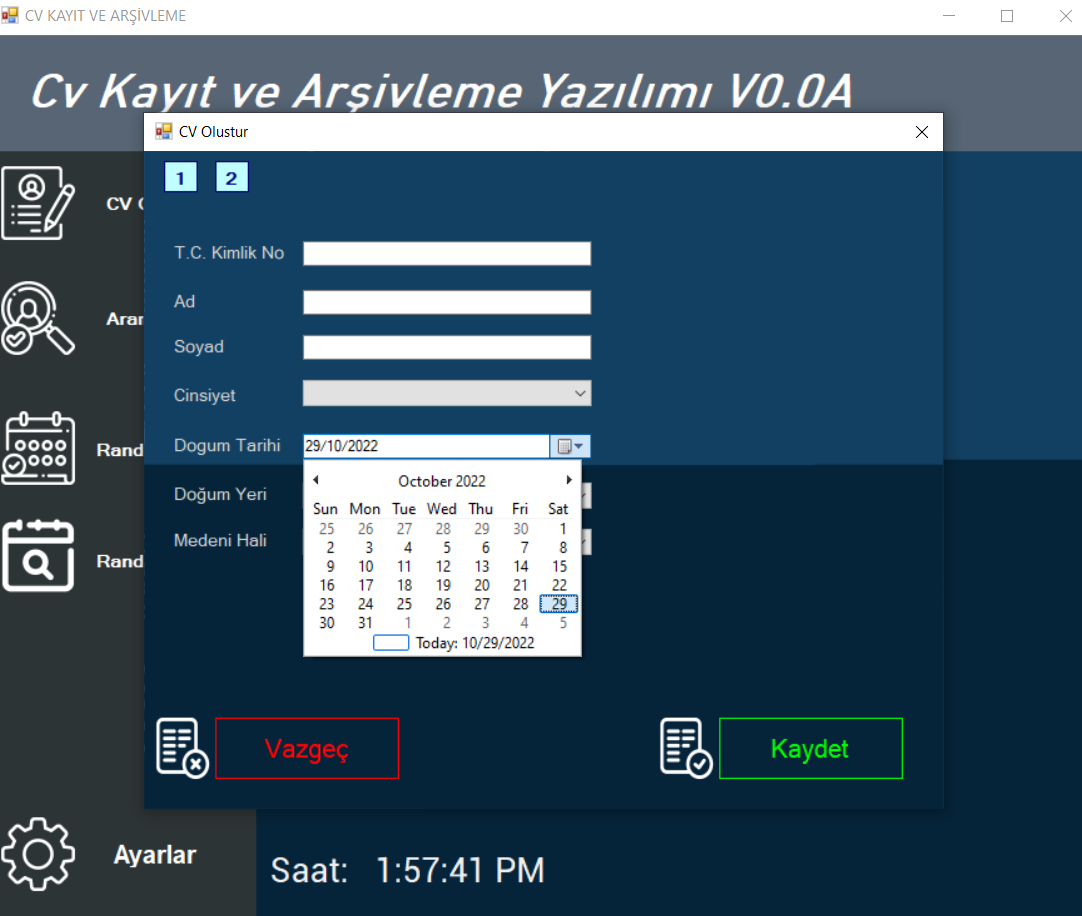 CV KAYIT VE ARŞİVLEME
Cv Kayıt ve Arşivleme Yazılımı V0.0A
CV Olustur
1 2
CV
T.C. Kimlik No
Ad
Aran
Soyad
Cinsiyet
Dogum Tarihi 29/10/2022
Rand
October 2022
Sun Mon Tue Wed Thu Fri Sat
25 26 27 28 29 30 1
2 3 4 5 6 7 8
9 10 11 12 13 14 15
16 17 18 19 20 21 22
23 24 25 26 27 28 29
30 31 1 2 3 4 5
Today: 10/29/2022
Doğum Yeri
Medeni Hali
Rand
Vazgeç
Kaydet
Ayarlar
Saat: 1:57:41 PM